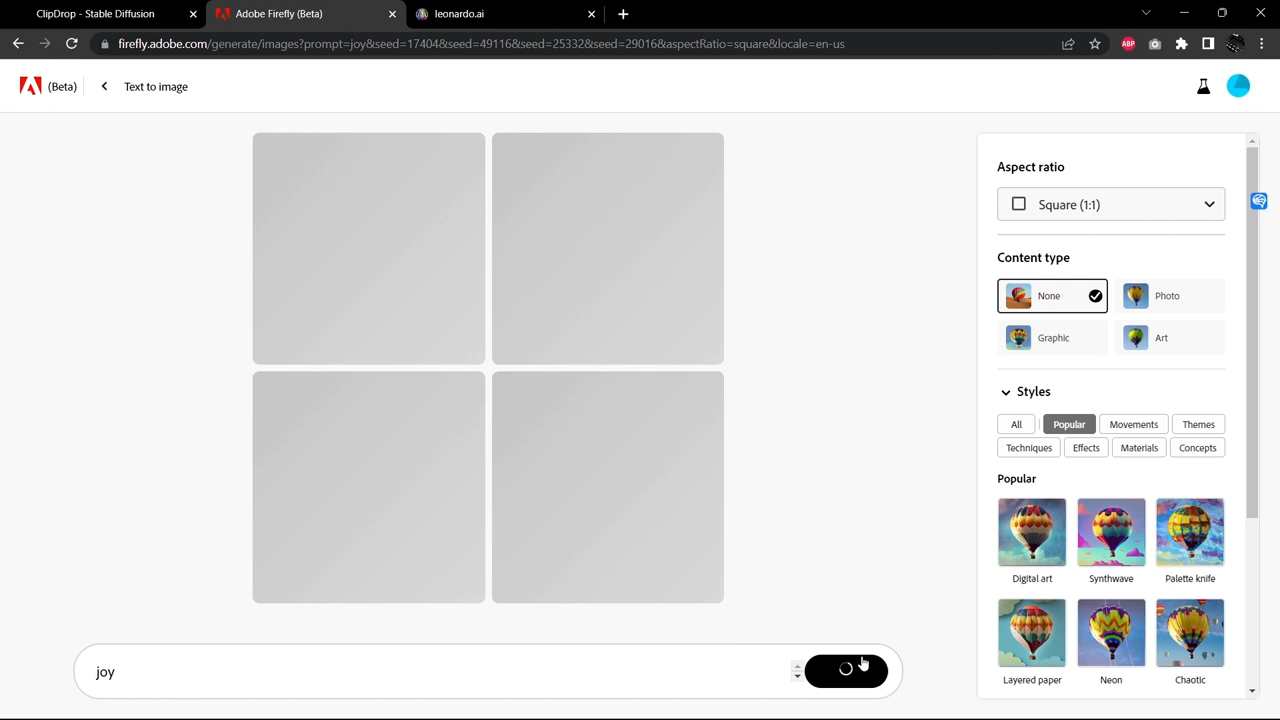 ClipDrop - Stable Diffusion
Adobe Firefly (Beta)
leonardo.ai
firefly.adobe.com/generate/images?prompt=joy&seed=17404&seed=49116&seed=25332&seed=29016&aspectRatio=square&locale=en-us
ABP
(Beta)
Text to image
Aspect ratio
Square (1:1)
Content type
None
Photo
Graphic
Art
Styles
All
Popular
Movements
Themes
Techniques
Effects
Materials
Concepts
Popular
Digital art
Synthwave
Palette knife
Layered paper
Neon
Chaotic
joy